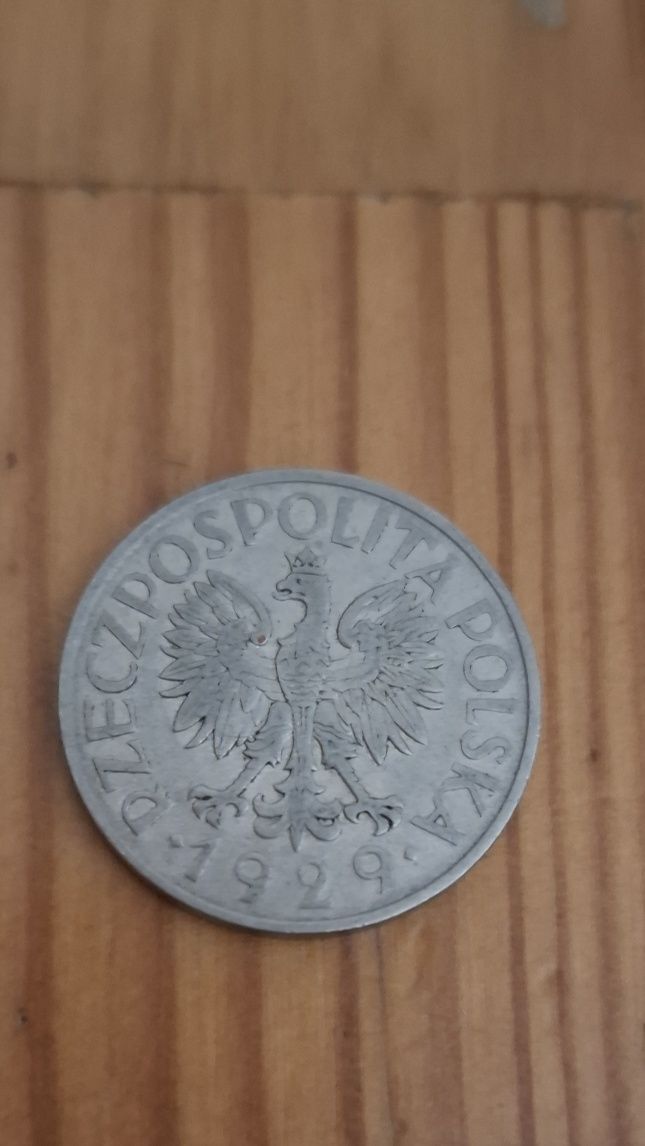 RZECZPOSPOLITA POLSKA
·1929·